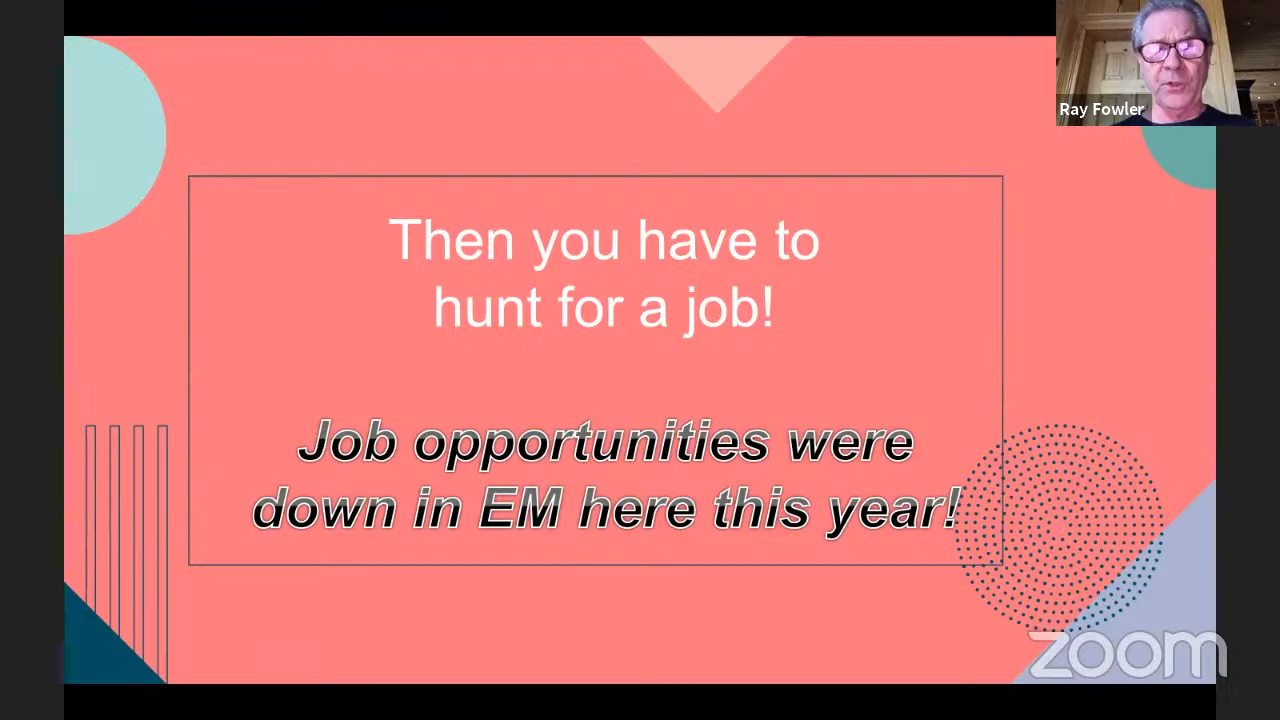 Ray Fowler
Then you have to
hunt for a job!
Job opportunities were
down in EM here this year!
zoom